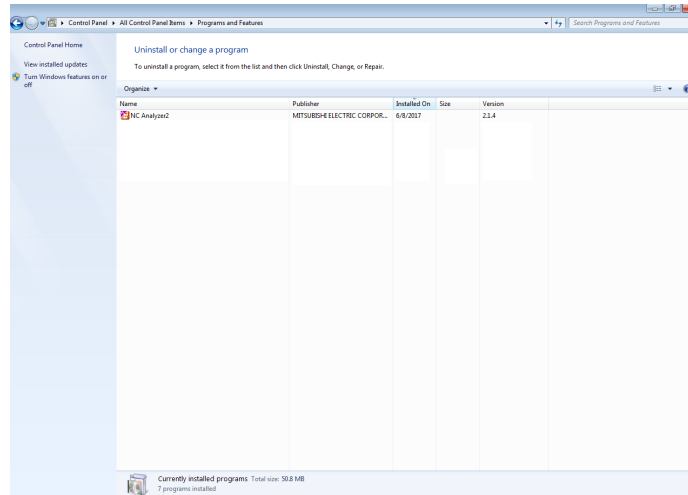 Control Panel All Control Panel Items Programs and Features
Search Programs and Features
Control Panel Home
View installed updates
Turn Windows features on or
off
Uninstall or change a program
To uninstall a program, select it from the list and then click Uninstall, Change, or Repair.
Organize
Name Publisher Installed On Size Version
NC Analyzer2 MITSUBISHI ELECTRIC CORPOR... 6/8/2017 2.1.4
Currently installed programs Total size: 50.8 MB
7 programs installed